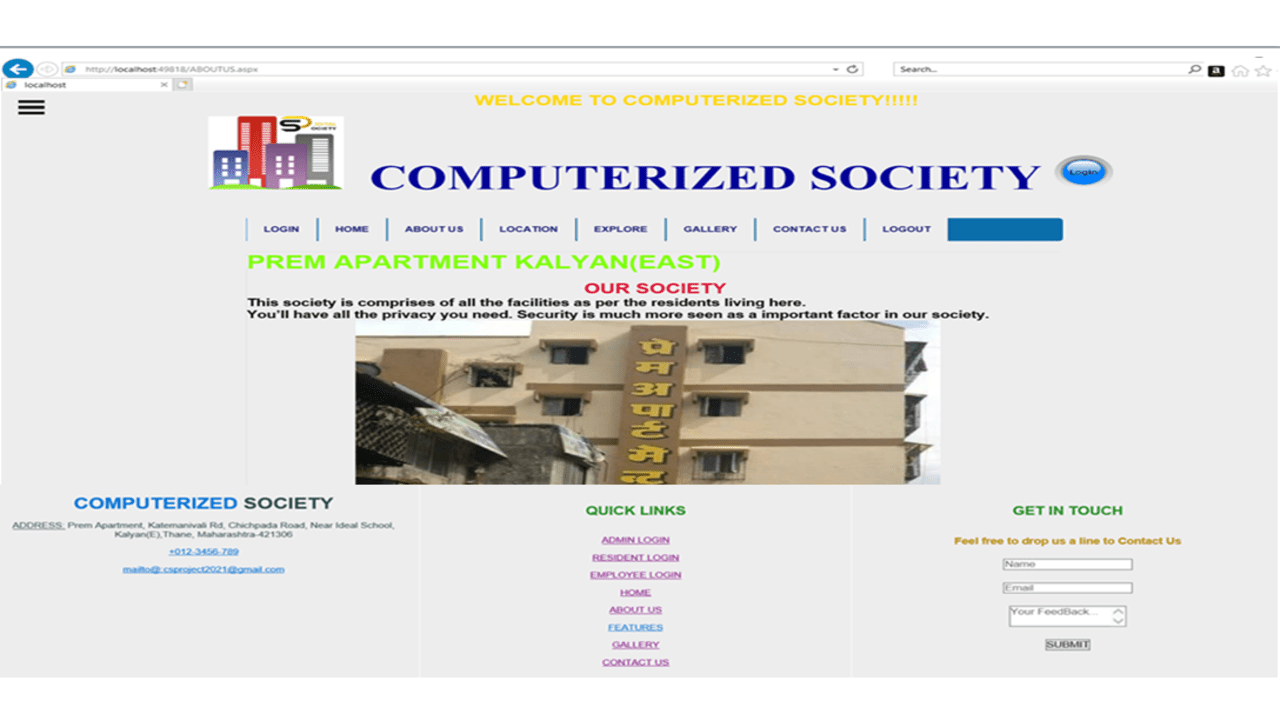 http://localhost:49818/ABOUTUS.aspx
Search...
localhost
WELCOME TO COMPUTERIZED SOCIETY!!!!!
SOCIETY
COMPUTERIZED SOCIETY
Login
LOGIN HOME ABOUT US LOCATION EXPLORE GALLERY CONTACT US LOGOUT
PREM APARTMENT KALYAN(EAST)
OUR SOCIETY
This society is comprises of all the facilities as per the residents living here.
You'll have all the privacy you need. Security is much more seen as a important factor in our society.
प्रेम अपार्टमेन्ट
COMPUTERIZED SOCIETY
ADDRESS: Prem Apartment, Katemanivali Rd, Chichpada Road, Near Ideal School,
Kalyan(E),Thane, Maharashtra-421306
+012-3456-789
mailto@:csproject2021@gmail.com
QUICK LINKS
ADMIN LOGIN
RESIDENT LOGIN
EMPLOYEE LOGIN
HOME
ABOUT US
FEATURES
GALLERY
CONTACT US
GET IN TOUCH
Feel free to drop us a line to Contact Us
Name
Email
Your FeedBack...
SUBMIT